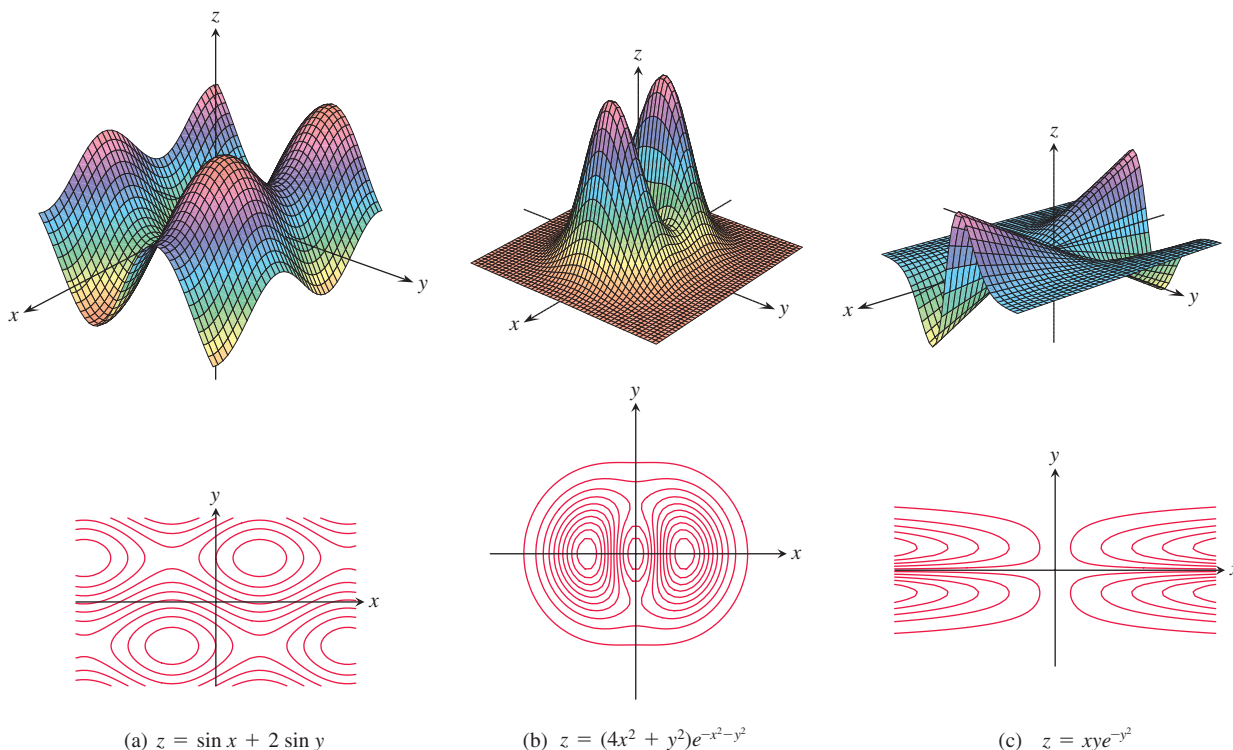 z
x
y
z
x
y
z
x
y
y
x
y
x
y
x
(a) z = sin x + 2 sin y
(b) z = (4x² + y²)e^{-x²-y²}
(c) z = xye^{-y²}